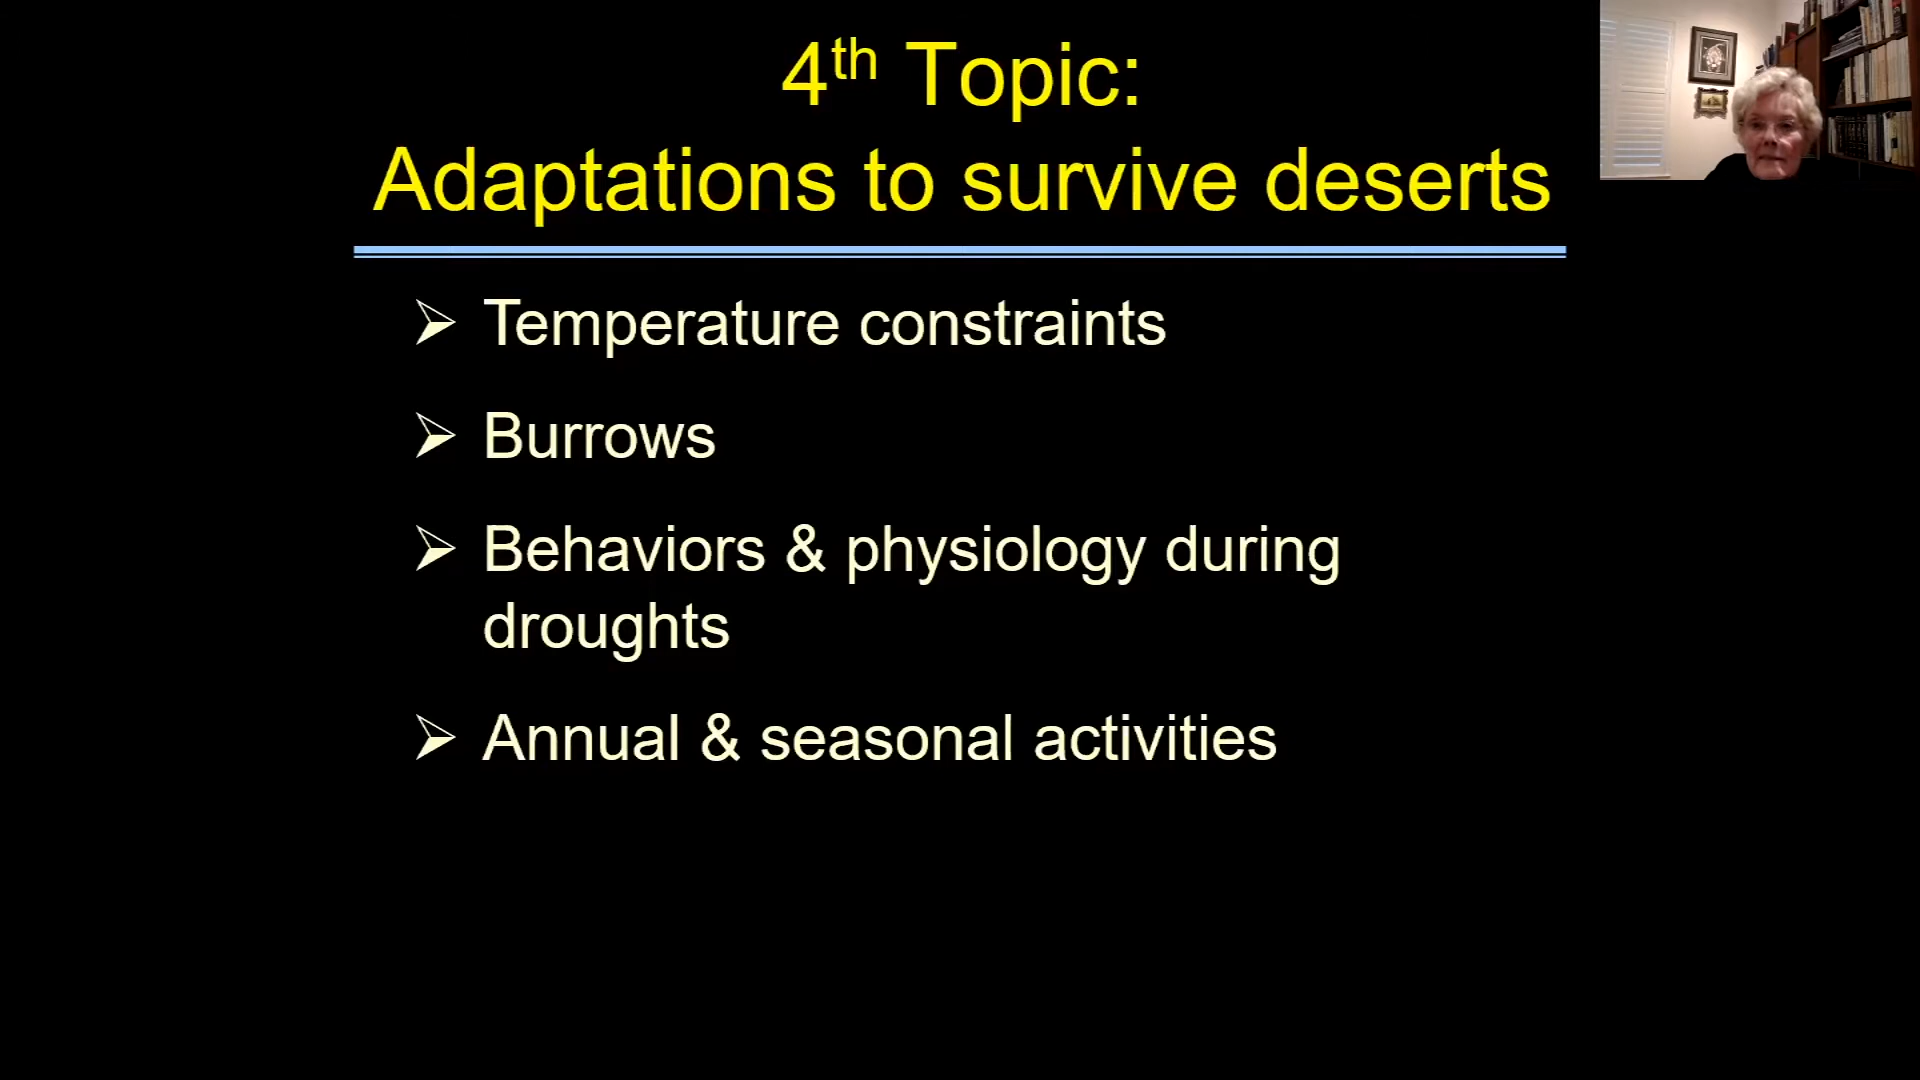 4th Topic:
Adaptations to survive deserts
➢ Temperature constraints
➢ Burrows
➢ Behaviors & physiology during
droughts
➢ Annual & seasonal activities